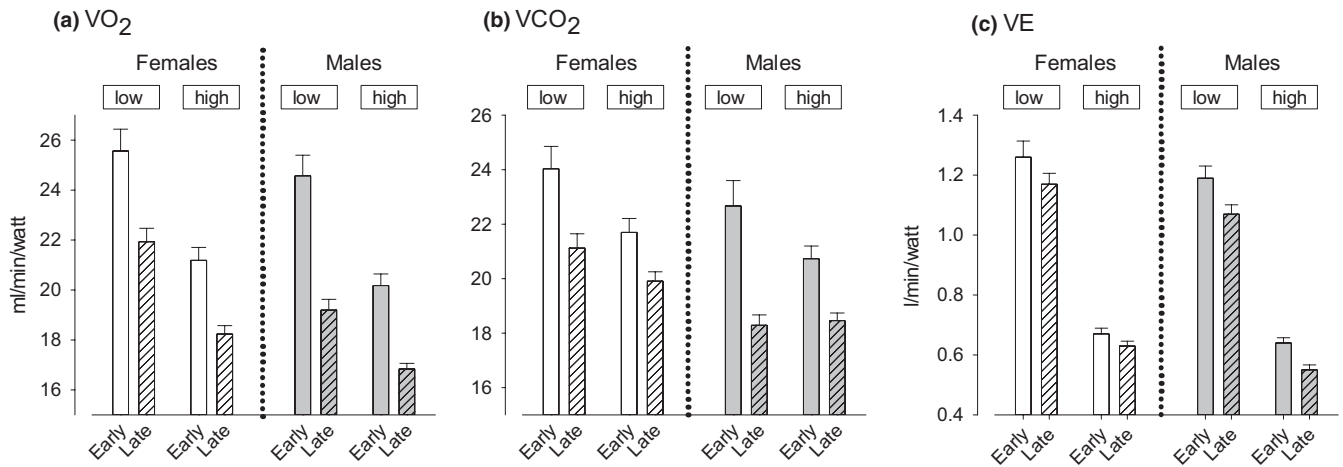 (a) VO2
Females Males
low high low high
ml/min/watt
26
24
22
20
18
16
Early Late Early Late Early Late Early Late
(b) VCO2
Females Males
low high low high
26
24
22
20
18
16
Early Late Early Late Early Late Early Late
(c) VE
Females Males
low high low high
l/min/watt
1.4
1.2
1.0
0.8
0.6
0.4
Early Late Early Late Early Late Early Late